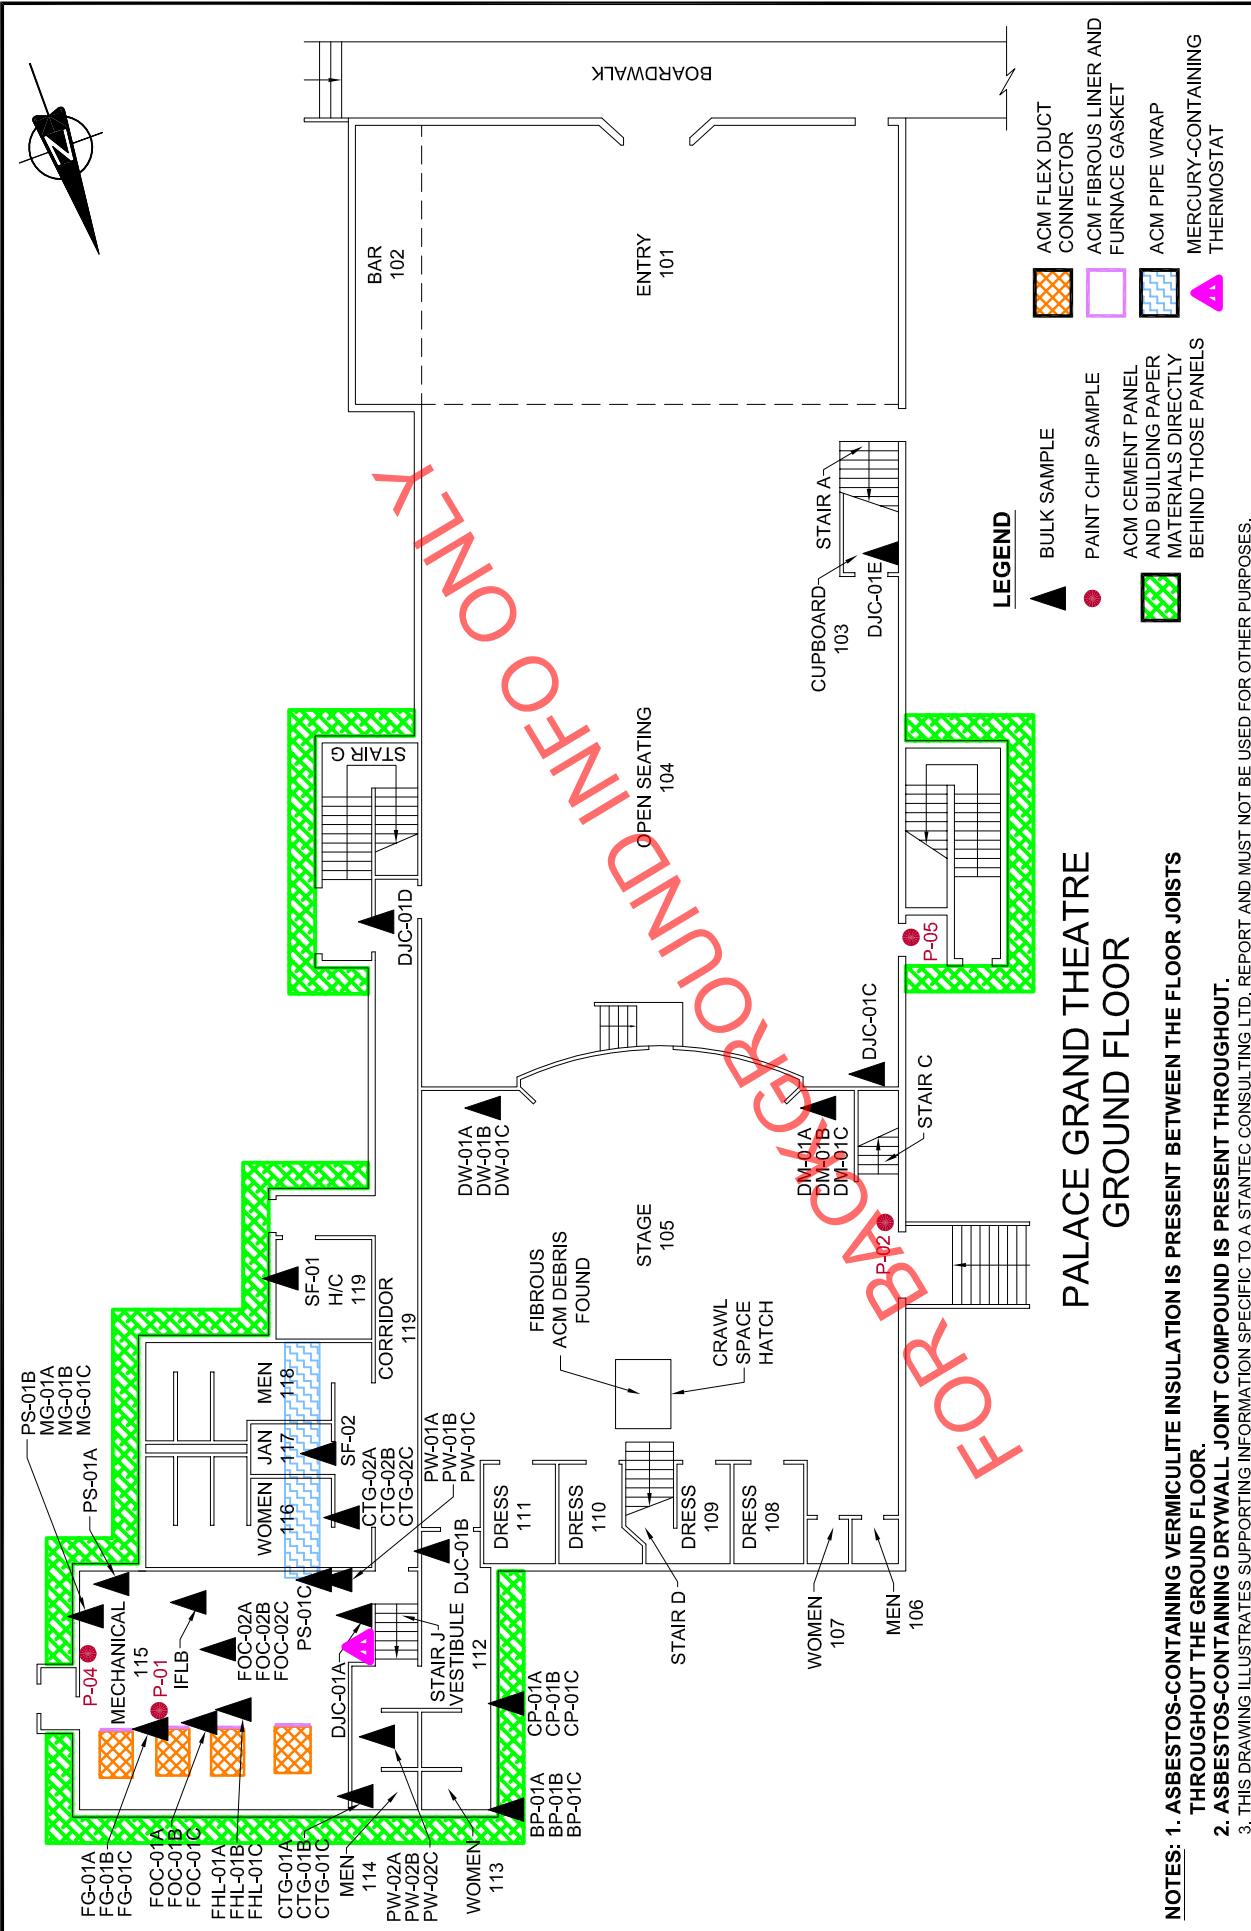 BOARDWALK
N
BAR
102
ENTRY
101
ACM FLEX DUCT
CONNECTOR
ACM FIBROUS LINER AND
FURNACE GASKET
ACM PIPE WRAP
MERCURY-CONTAINING
THERMOSTAT
LEGEND
BULK SAMPLE
PAINT CHIP SAMPLE
ACM CEMENT PANEL
AND BUILDING PAPER
MATERIALS DIRECTLY
BEHIND THOSE PANELS
STAIR A
CUPBOARD
103
DJC-01E
OPEN SEATING
104
STAIR G
DJC-01D
P-05
DJC-01C
STAIR C
DW-01A
DW-01B
DW-01C
DM-01A
DM-01B
DM-01C
P-02
STAGE
105
FIBROUS
ACM DEBRIS
FOUND
CRAWL
SPACE
HATCH
SF-01
H/C
119
CORRIDOR
119
MEN
118
JAN
117
WOMEN
116
SF-02
CTG-02A
CTG-02B
CTG-02C
PW-01A
PW-01B
PW-01C
PS-01B
MG-01A
MG-01B
MG-01C
PS-01A
MECHANICAL
115
P-04
P-01
IFLB
FOC-02A
FOC-02B
FOC-02C
PS-01C
DJC-01A
DJC-01B
STAIR J
VESTIBULE
112
DRESS
111
DRESS
110
DRESS
109
DRESS
108
STAIR D
WOMEN
107
MEN
106
CP-01A
CP-01B
CP-01C
BP-01A
BP-01B
BP-01C
FG-01A
FG-01B
FG-01C
FOC-01A
FOC-01B
FOC-01C
FHL-01A
FHL-01B
FHL-01C
CTG-01A
CTG-01B
CTG-01C
MEN
114
PW-02A
PW-02B
PW-02C
WOMEN
113
FOR BACKGROUND INFO ONLY
PALACE GRAND THEATRE
GROUND FLOOR
NOTES: 1. ASBESTOS-CONTAINING VERMICULITE INSULATION IS PRESENT BETWEEN THE FLOOR JOISTS
THROUGHOUT THE GROUND FLOOR.
2. ASBESTOS-CONTAINING DRYWALL JOINT COMPOUND IS PRESENT THROUGHOUT.
3. THIS DRAWING ILLUSTRATES SUPPORTING INFORMATION SPECIFIC TO A STANTEC CONSULTING LTD. REPORT AND MUST NOT BE USED FOR OTHER PURPOSES.